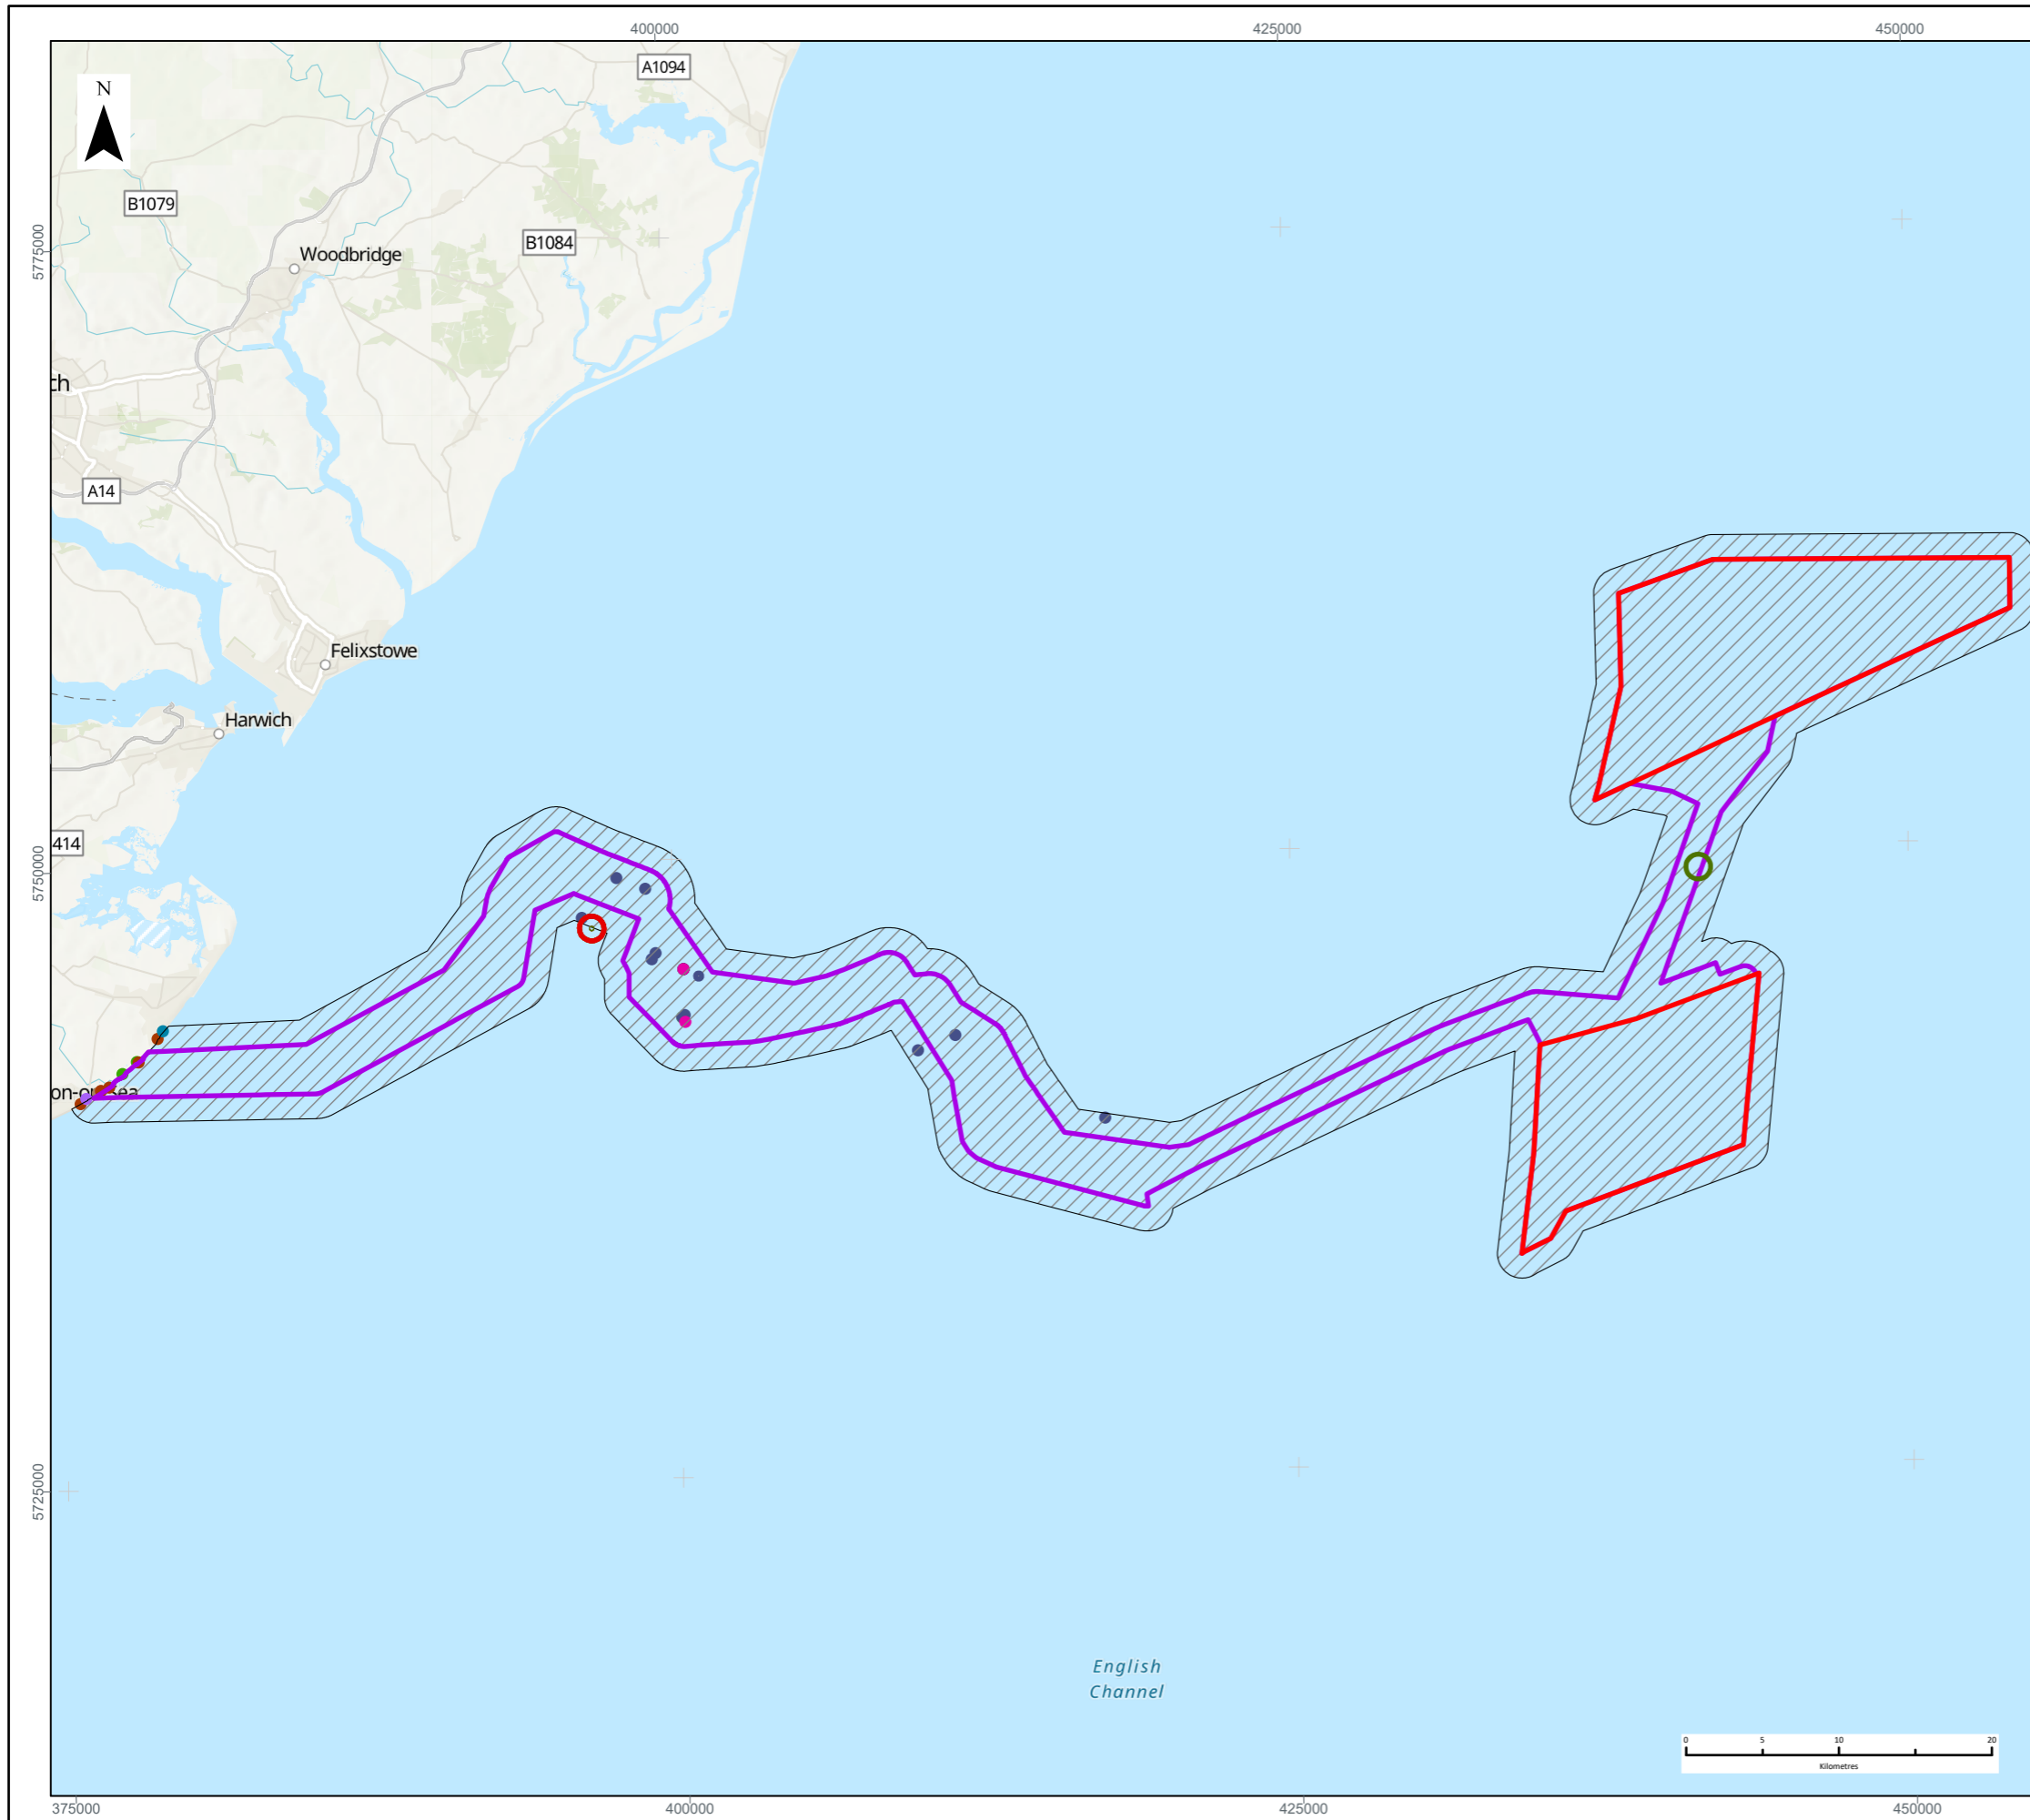 400000 425000 450000
A1094
N
B1079
B1084
5775000
Woodbridge
ch
A14
Felixstowe
Harwich
414
5750000
on-on-Sea
5725000
English
Channel
0 5 10 20
Kilometres
375000 400000 425000 450000